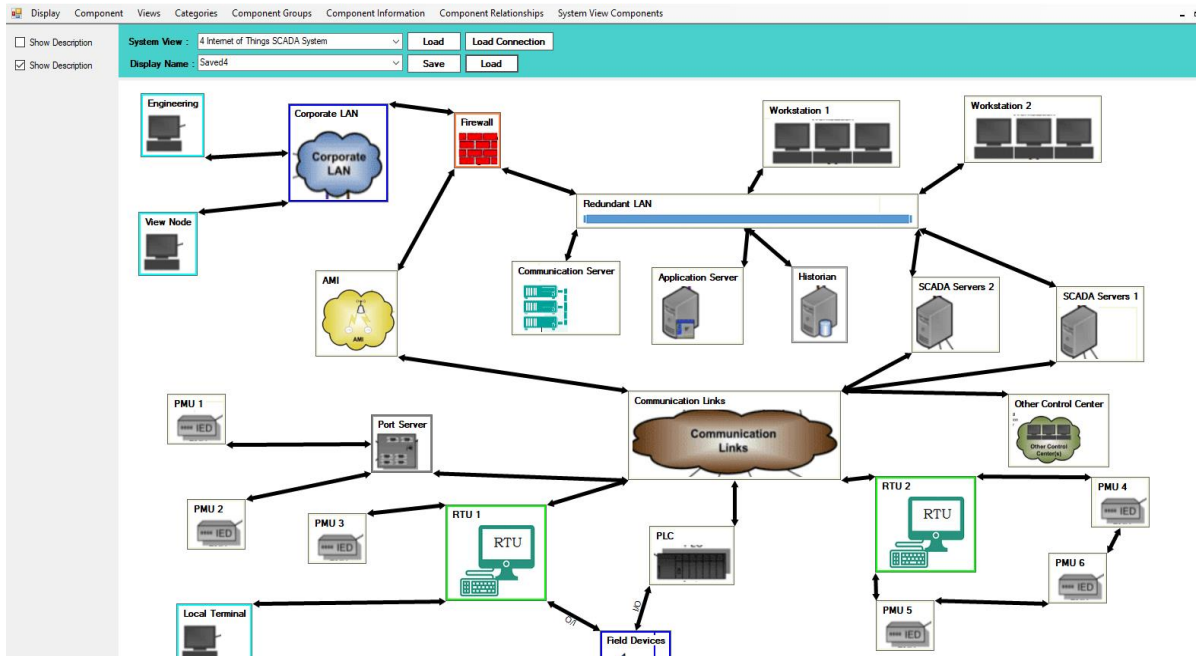 Display Component Views Categories Component Groups Component Information Component Relationships System View Components
Show Description
System View : 4 Internet of Things SCADA System Load Load Connection
Show Description
Display Name : Saved4 Save Load
Engineering
Corporate LAN
Corporate
LAN
Firewall
Workstation 1
Workstation 2
View Node
Redundant LAN
AMI
AMI
Communication Server
Application Server
Historian
SCADA Servers 2
SCADA Servers 1
PMU 1
IED
Port Server
Communication Links
Communication
Links
Other Control Center
Other Control
Center(s)
PMU 2
IED
PMU 3
IED
RTU 1
RTU
PLC
RTU 2
RTU
PMU 4
IED
PMU 6
IED
PMU 5
IED
Local Terminal
I/O
I/O
Field Devices